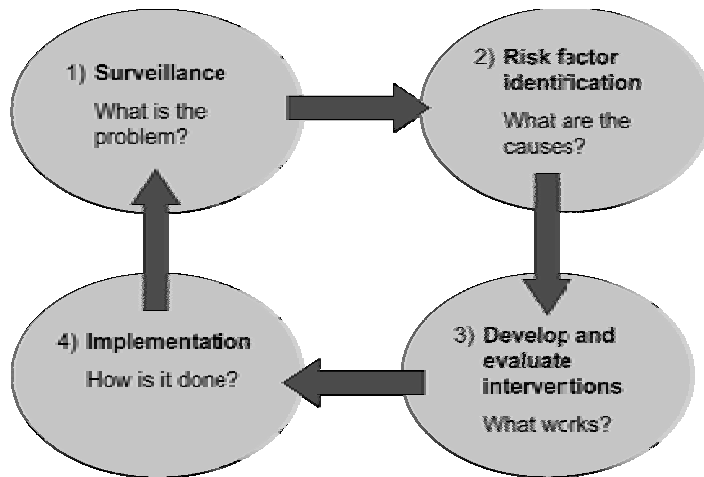 1) Surveillance
What is the
problem?
2) Risk factor
identification
What are the
causes?
3) Develop and
evaluate
interventions
What works?
4) Implementation
How is it done?